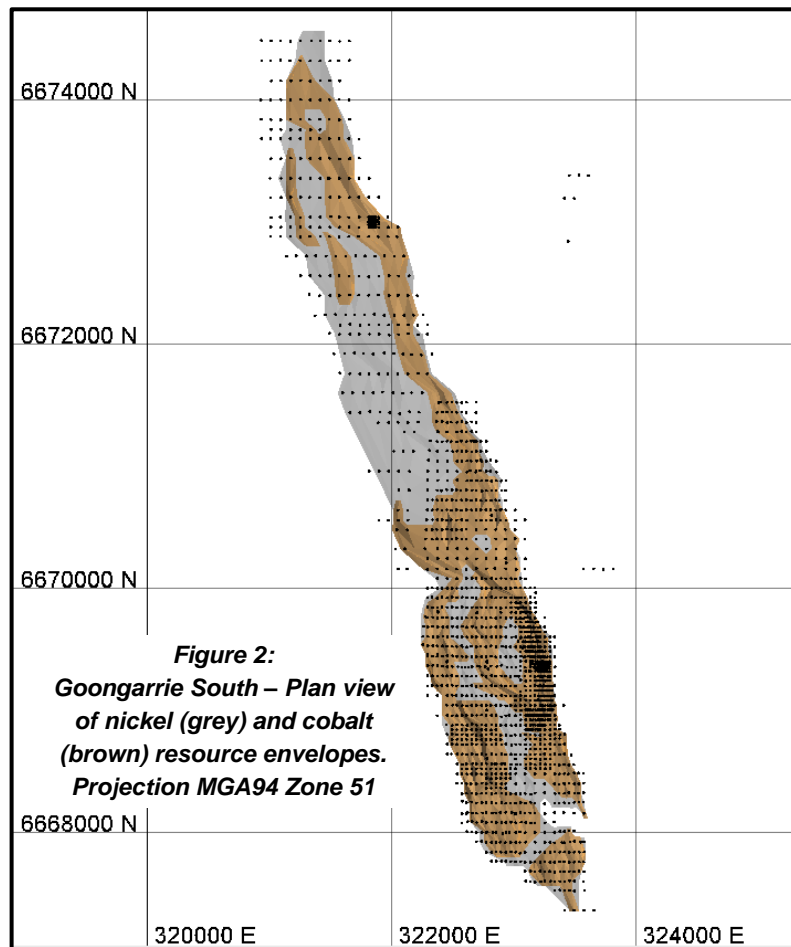 6674000 N
6672000 N
6670000 N
Figure 2:
Goongarrie South – Plan view
of nickel (grey) and cobalt
(brown) resource envelopes.
Projection MGA94 Zone 51
6668000 N
320000 E
322000 E
324000 E